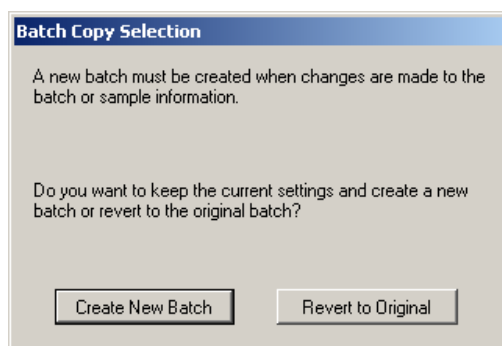 Batch Copy Selection
A new batch must be created when changes are made to the
batch or sample information.
Do you want to keep the current settings and create a new
batch or revert to the original batch?
Create New Batch Revert to Original